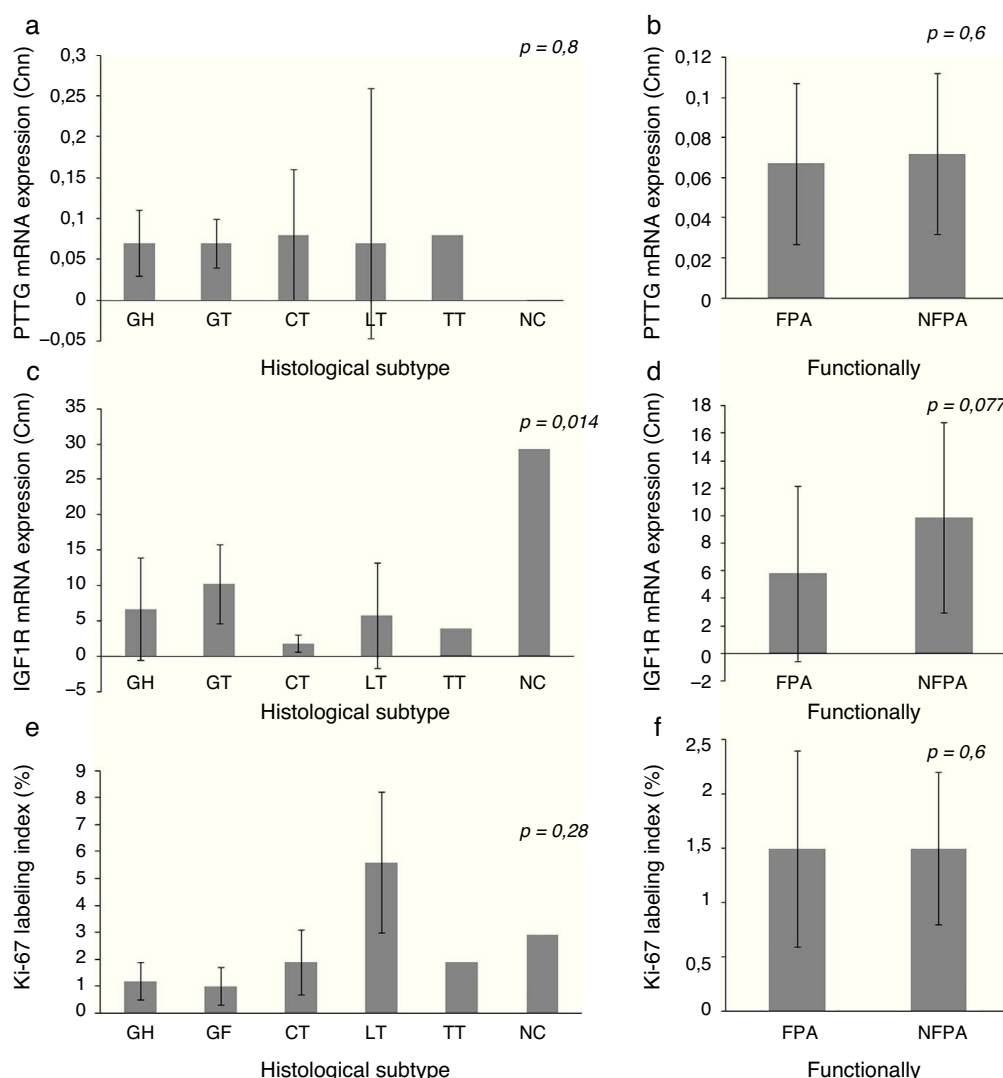 a
p = 0,8
PTTG mRNA expression (Cnn)
0,3
0,25
0,2
0,15
0,1
0,05
0
−0,05
GH GT CT LT TT NC
Histological subtype
b
p = 0,6
PTTG mRNA expression (Cnn)
0,12
0,1
0,08
0,06
0,04
0,02
0
FPA NFPA
Functionally
c
p = 0,014
IGF1R mRNA expression (Cnn)
35
30
25
20
15
10
5
0
−5
GH GT CT LT TT NC
Histological subtype
d
p = 0,077
IGF1R mRNA expression (Cnn)
18
16
14
12
10
8
6
4
2
0
−2
FPA NFPA
Functionally
e
p = 0,28
Ki-67 labeling index (%)
9
8
7
6
5
4
3
2
1
0
GH GF CT LT TT NC
Histological subtype
f
p = 0,6
Ki-67 labeling index (%)
2,5
2
1,5
1
0,5
0
FPA NFPA
Functionally